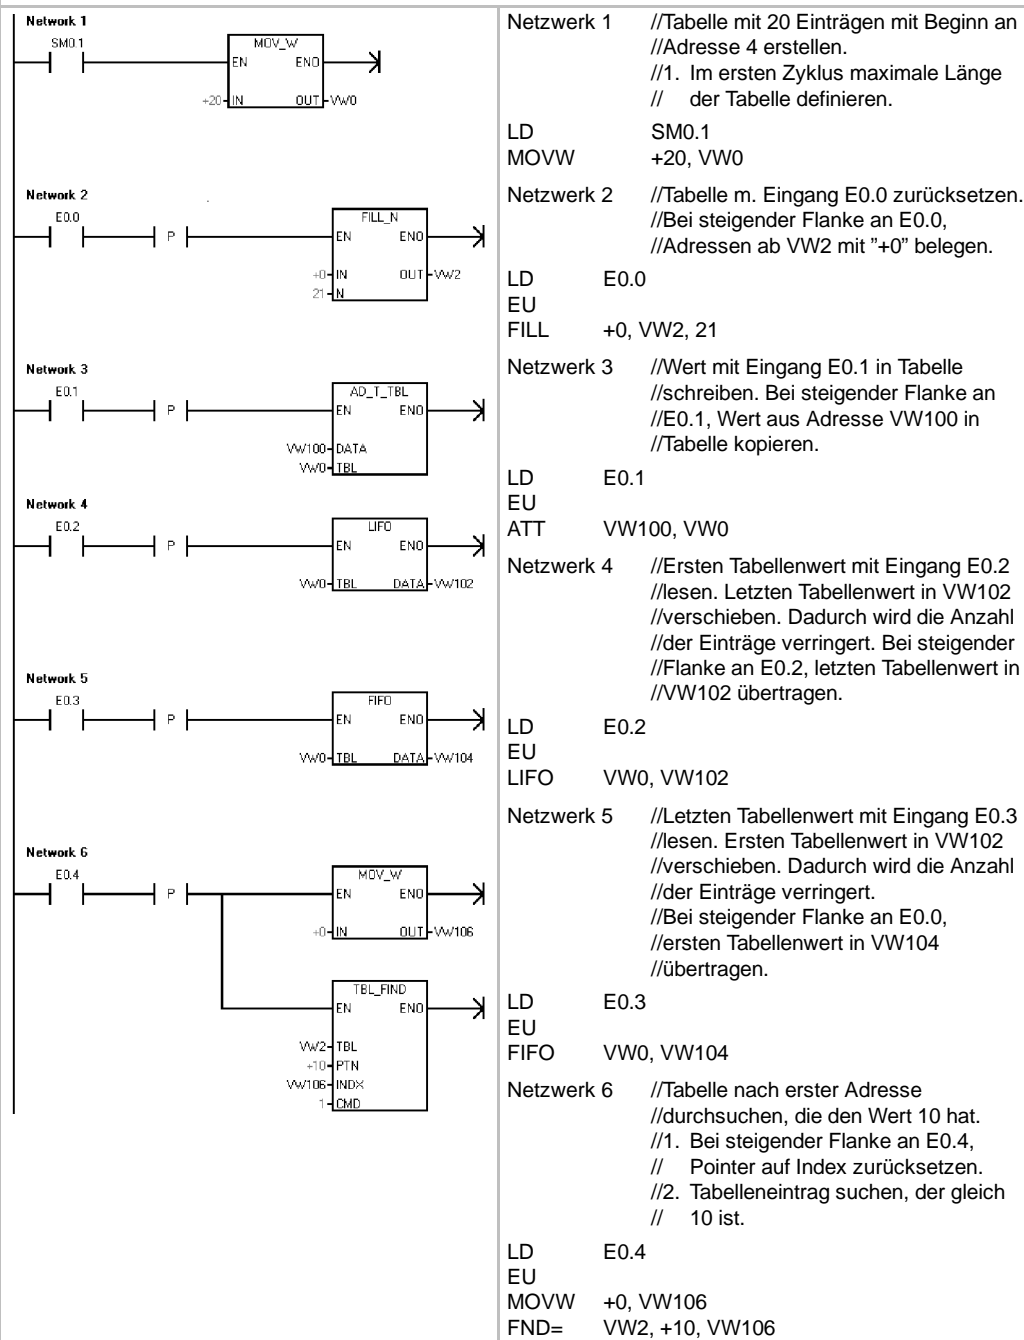 Network 1
SM0.1
MOV_W
EN ENO
+20 IN OUT VW0
Network 2
E0.0
P
FILL_N
EN ENO
+0 IN OUT VW2
21 N
Network 3
E0.1
P
AD_T_TBL
EN ENO
VW100 DATA
VW0 TBL
Network 4
E0.2
P
LIFO
EN ENO
VW0 TBL DATA VW102
Network 5
E0.3
P
FIFO
EN ENO
VW0 TBL DATA VW104
Network 6
E0.4
P
MOV_W
EN ENO
+0 IN OUT VW106
TBL_FIND
EN ENO
VW2 TBL
+10 PTN
VW106 INDX
1 CMD
Netzwerk 1 //Tabelle mit 20 Einträgen mit Beginn an
//Adresse 4 erstellen.
//1. Im ersten Zyklus maximale Länge
// der Tabelle definieren.
LD SM0.1
MOVW +20, VW0
Netzwerk 2 //Tabelle m. Eingang E0.0 zurücksetzen.
//Bei steigender Flanke an E0.0,
//Adressen ab VW2 mit ”+0” belegen.
LD E0.0
EU
FILL +0, VW2, 21
Netzwerk 3 //Wert mit Eingang E0.1 in Tabelle
//schreiben. Bei steigender Flanke an
//E0.1, Wert aus Adresse VW100 in
//Tabelle kopieren.
LD E0.1
EU
ATT VW100, VW0
Netzwerk 4 //Ersten Tabellenwert mit Eingang E0.2
//lesen. Letzten Tabellenwert in VW102
//verschieben. Dadurch wird die Anzahl
//der Einträge verringert. Bei steigender
//Flanke an E0.2, letzten Tabellenwert in
//VW102 übertragen.
LD E0.2
EU
LIFO VW0, VW102
Netzwerk 5 //Letzten Tabellenwert mit Eingang E0.3
//lesen. Ersten Tabellenwert in VW102
//verschieben. Dadurch wird die Anzahl
//der Einträge verringert.
//Bei steigender Flanke an E0.0,
//ersten Tabellenwert in VW104
//übertragen.
LD E0.3
EU
FIFO VW0, VW104
Netzwerk 6 //Tabelle nach erster Adresse
//durchsuchen, die den Wert 10 hat.
//1. Bei steigender Flanke an E0.4,
// Pointer auf Index zurücksetzen.
//2. Tabelleneintrag suchen, der gleich
// 10 ist.
LD E0.4
EU
MOVW +0, VW106
FND= VW2, +10, VW106